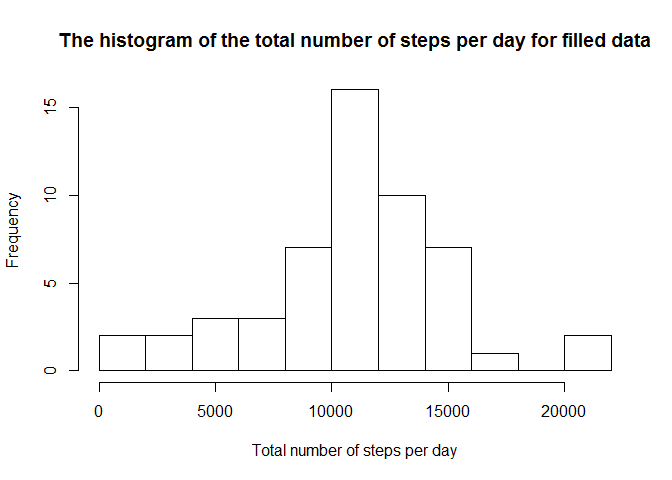 The histogram of the total number of steps per day for filled data
Frequency
15
10
5
0
0 5000 10000 15000 20000
Total number of steps per day